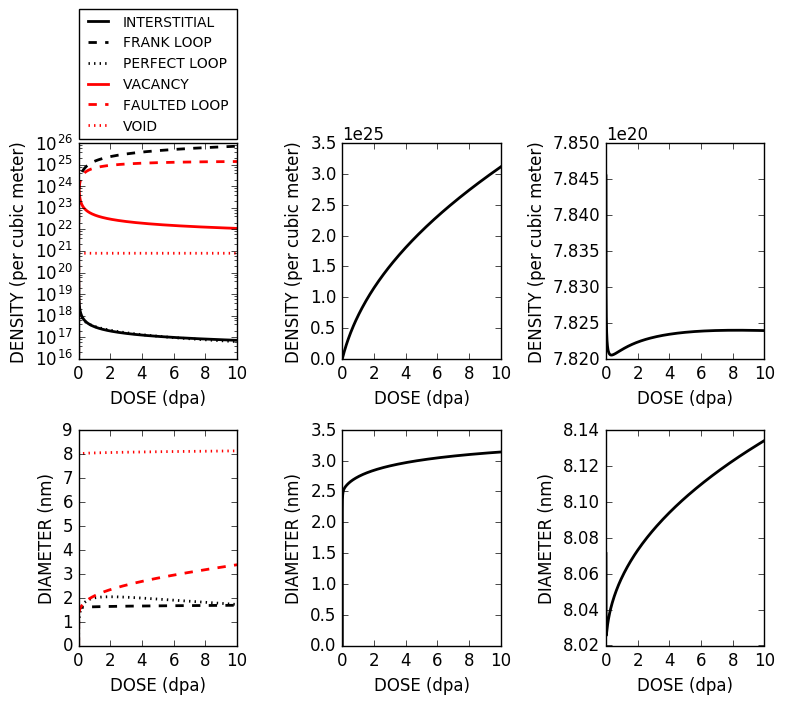 INTERSTITIAL
FRANK LOOP
PERFECT LOOP
VACANCY
FAULTED LOOP
VOID
10^26
10^25
10^24
10^23
10^22
10^21
10^20
10^19
10^18
10^17
10^16
DENSITY (per cubic meter)
0 2 4 6 8 10
DOSE (dpa)
1e25
3.5
3.0
2.5
2.0
1.5
1.0
0.5
0.0
DENSITY (per cubic meter)
0 2 4 6 8 10
DOSE (dpa)
1e20
7.850
7.845
7.840
7.835
7.830
7.825
7.820
DENSITY (per cubic meter)
0 2 4 6 8 10
DOSE (dpa)
9
8
7
6
5
4
3
2
1
0
DIAMETER (nm)
0 2 4 6 8 10
DOSE (dpa)
3.5
3.0
2.5
2.0
1.5
1.0
0.5
0.0
DIAMETER (nm)
0 2 4 6 8 10
DOSE (dpa)
8.14
8.12
8.10
8.08
8.06
8.04
8.02
DIAMETER (nm)
0 2 4 6 8 10
DOSE (dpa)